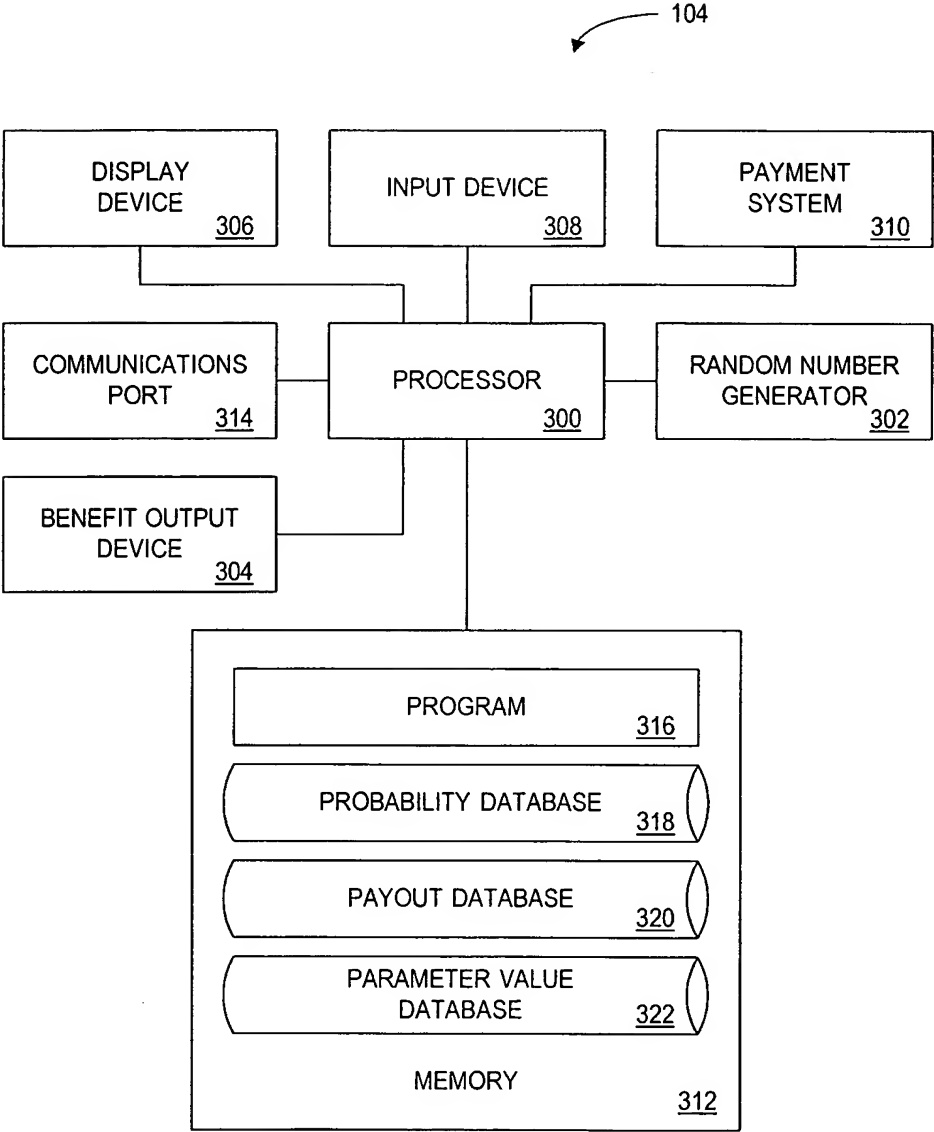 104
DISPLAY
DEVICE
306
INPUT DEVICE
308
PAYMENT
SYSTEM
310
COMMUNICATIONS
PORT
314
PROCESSOR
300
RANDOM NUMBER
GENERATOR
302
BENEFIT OUTPUT
DEVICE
304
PROGRAM
316
PROBABILITY DATABASE
318
PAYOUT DATABASE
320
PARAMETER VALUE
DATABASE
322
MEMORY
312